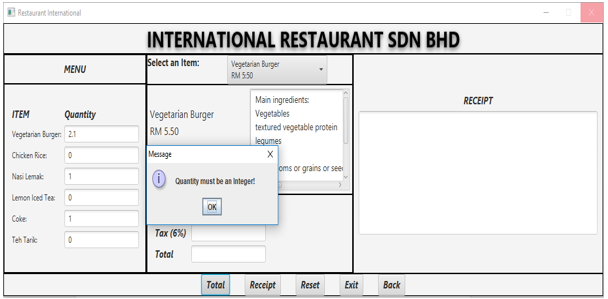 Restaurant International
INTERNATIONAL RESTAURANT SDN BHD
MENU
ITEM Quantity
Vegetarian Burger: 2.1
Chicken Rice: 0
Nasi Lemak: 1
Lemon Iced Tea: 0
Coke: 1
Teh Tarik: 0
Select an Item:
Vegetarian Burger
RM 5.50
Vegetarian Burger
RM 5.50
Main ingredients:
Vegetables
textured vegetable protein
legumes
oms or grains or see
Message X
Quantity must be an Integer!
OK
Tax (6%)
Total
RECEIPT
Total Receipt Reset Exit Back